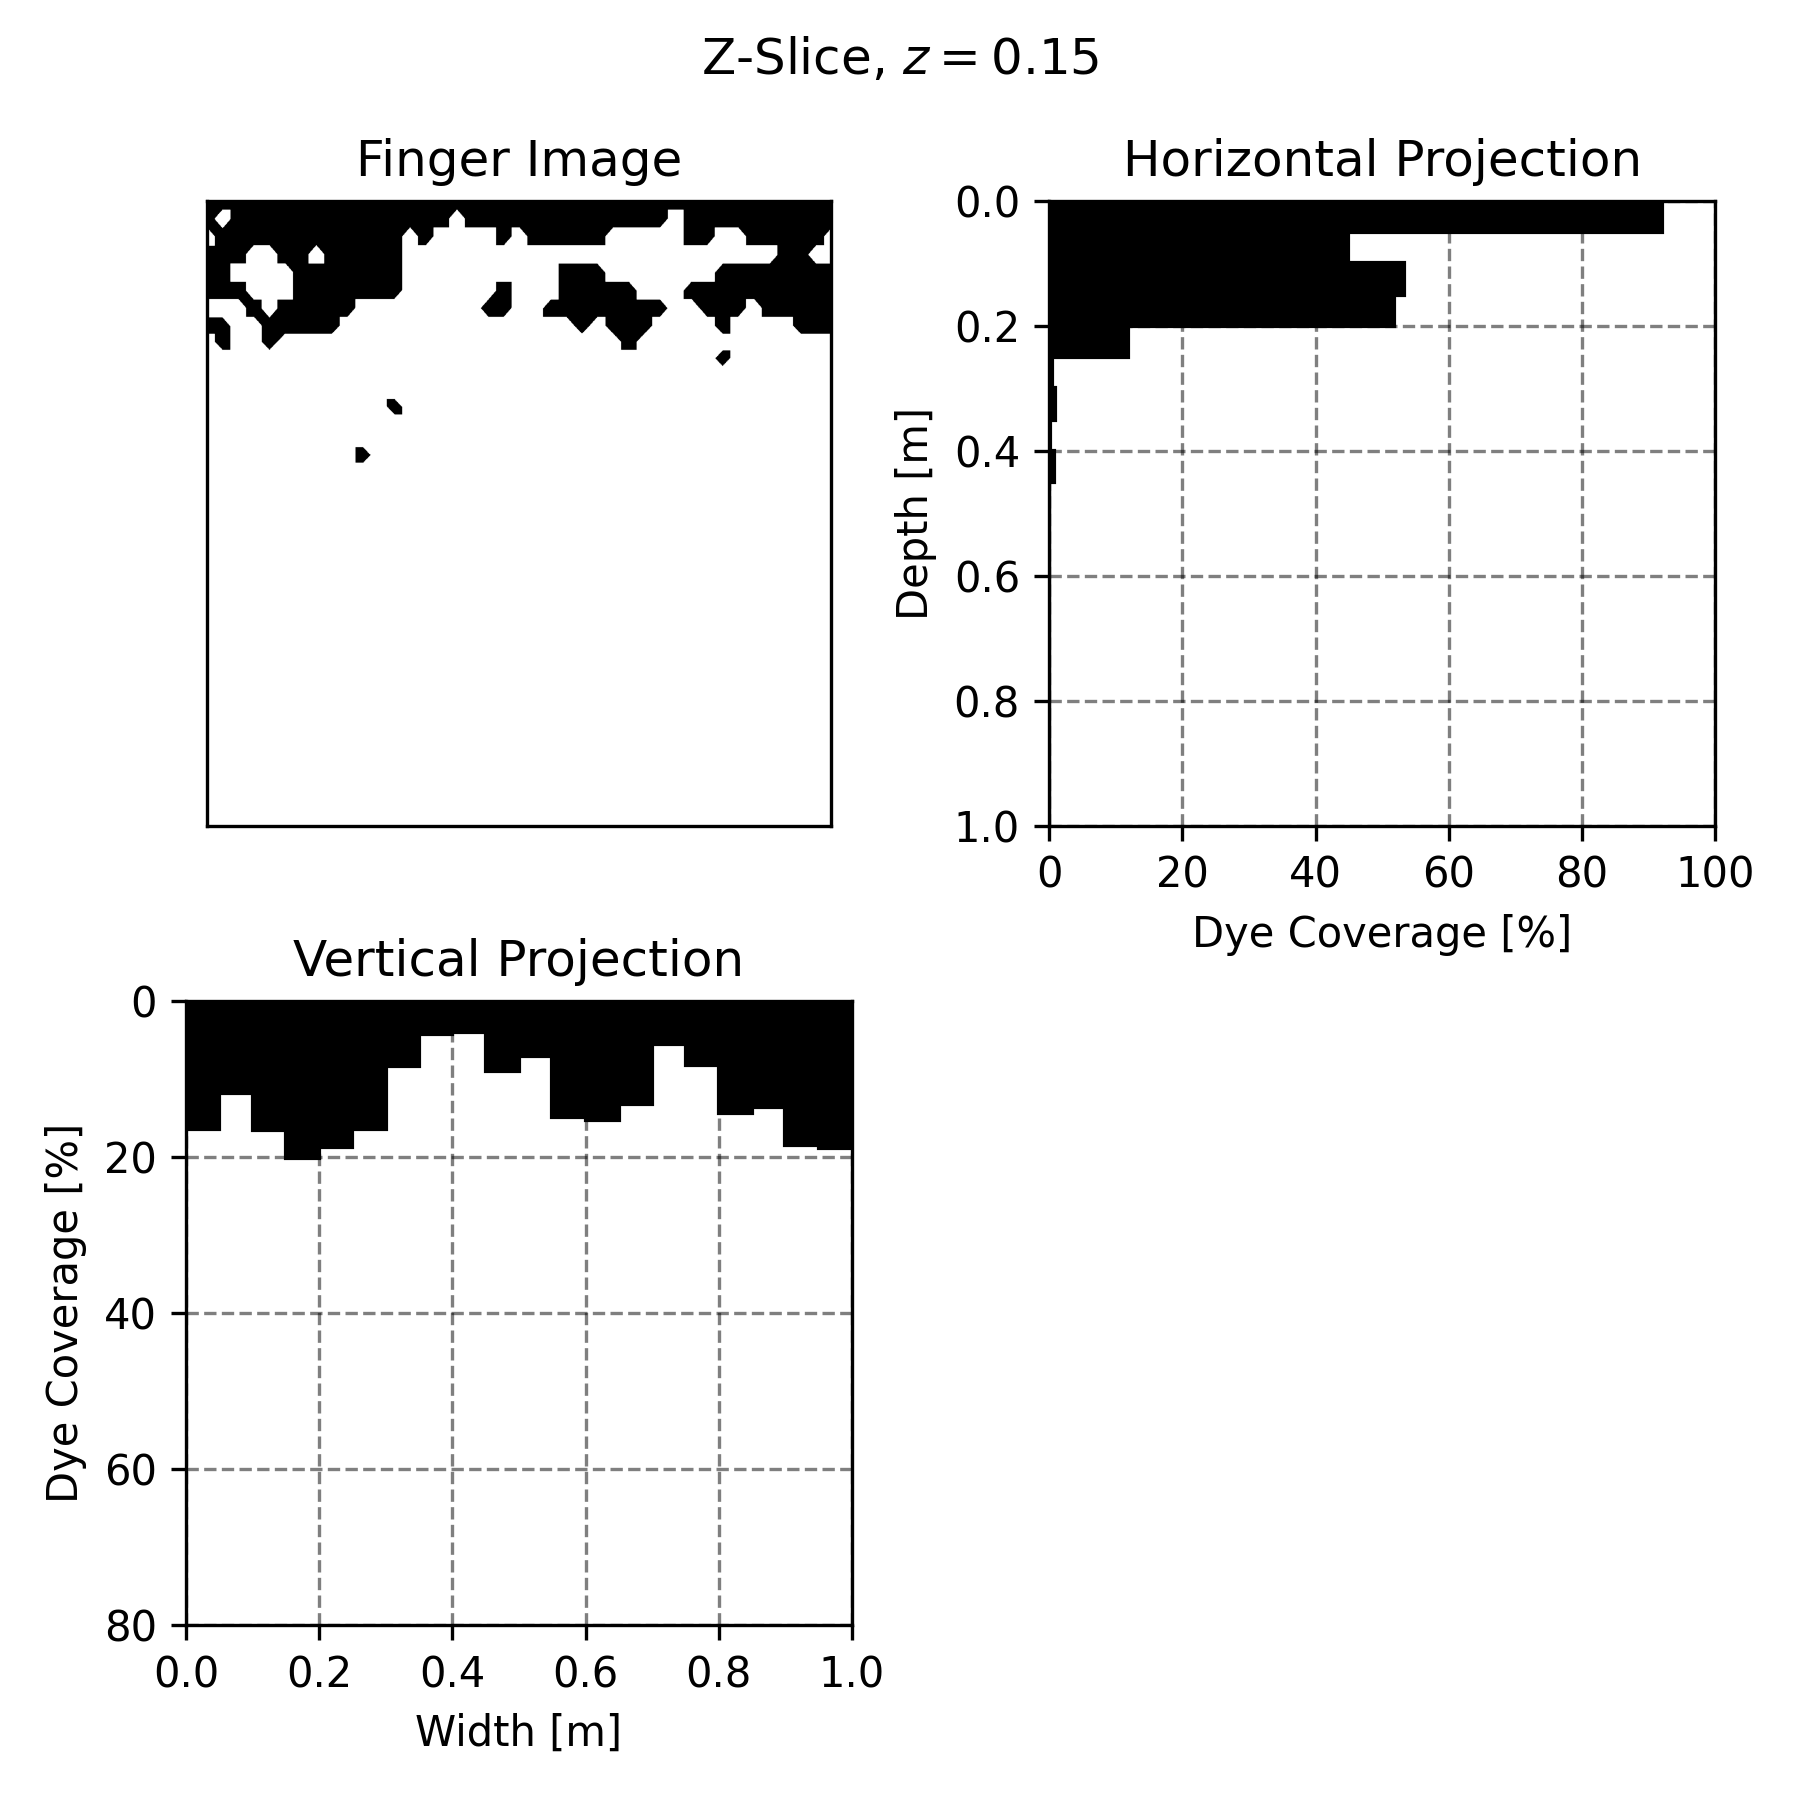 Z-Slice, z = 0.15
Finger Image
Horizontal Projection
0.0
0.2
0.4
0.6
0.8
1.0
Depth [m]
0 20 40 60 80 100
Dye Coverage [%]
Vertical Projection
0
20
40
60
80
Dye Coverage [%]
0.0 0.2 0.4 0.6 0.8 1.0
Width [m]